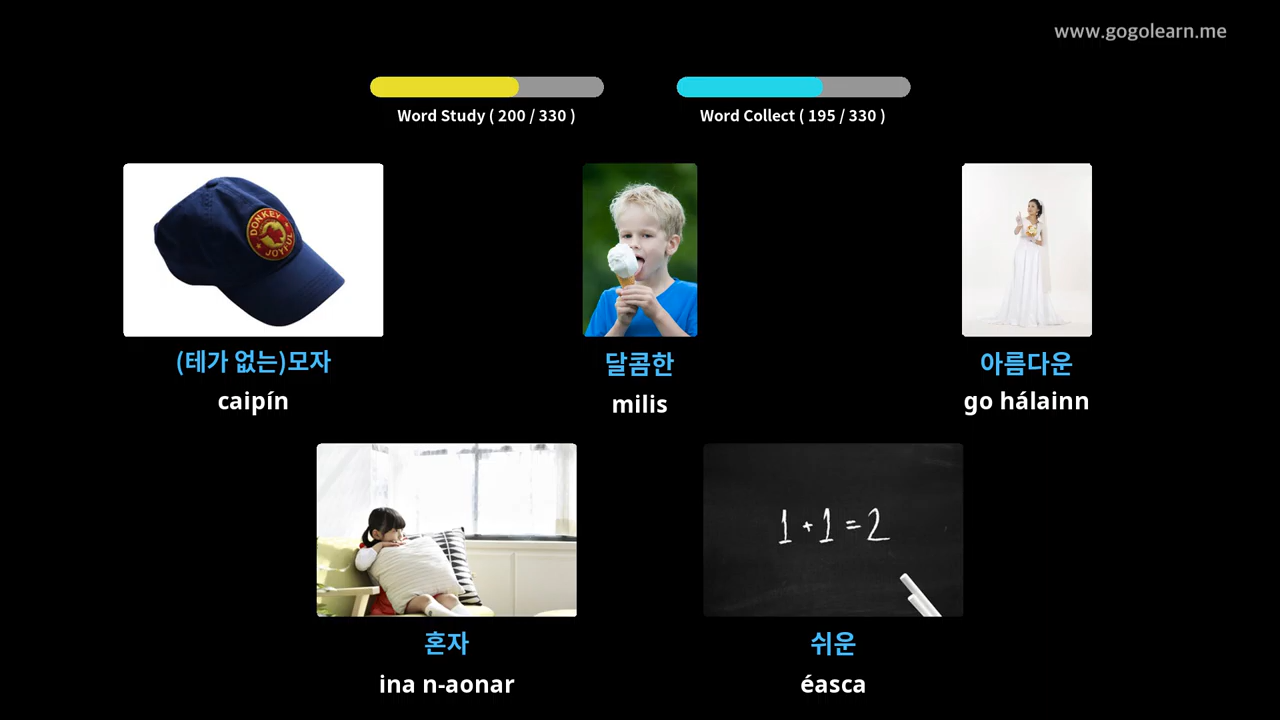 www.gogolearn.me
Word Study ( 200 / 330 )
Word Collect ( 195 / 330 )
DONKEY
JOYFUL
(테가 없는)모자
달콤한
아름다운
caipín
milis
go hálainn
1 + 1 = 2
혼자
쉬운
ina n-aonar
éasca